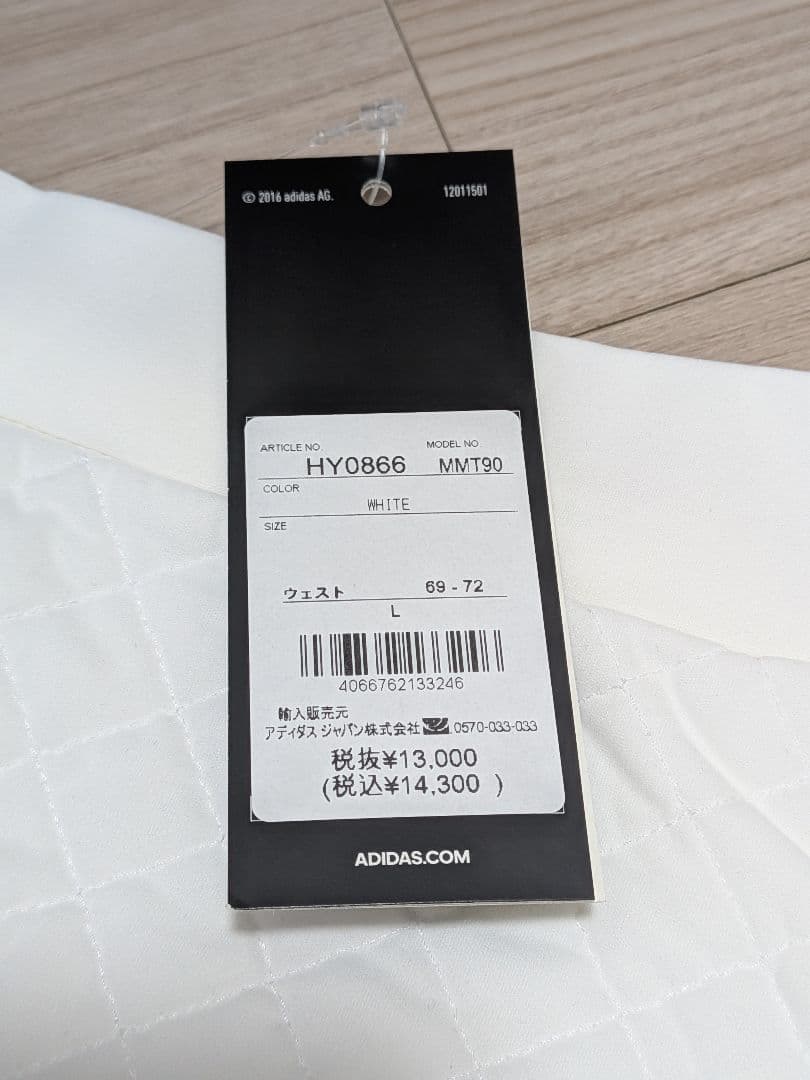 © 2016 adidas AG. 12011501
ARTICLE NO. MODEL NO.
HY0866 MMT90
COLOR
WHITE
SIZE
ウェスト 69 - 72
L
4066762133246
輸入販売元
アディダス ジャパン株式会社 0570-033-033
税抜¥13,000
(税込¥14,300 )
ADIDAS.COM